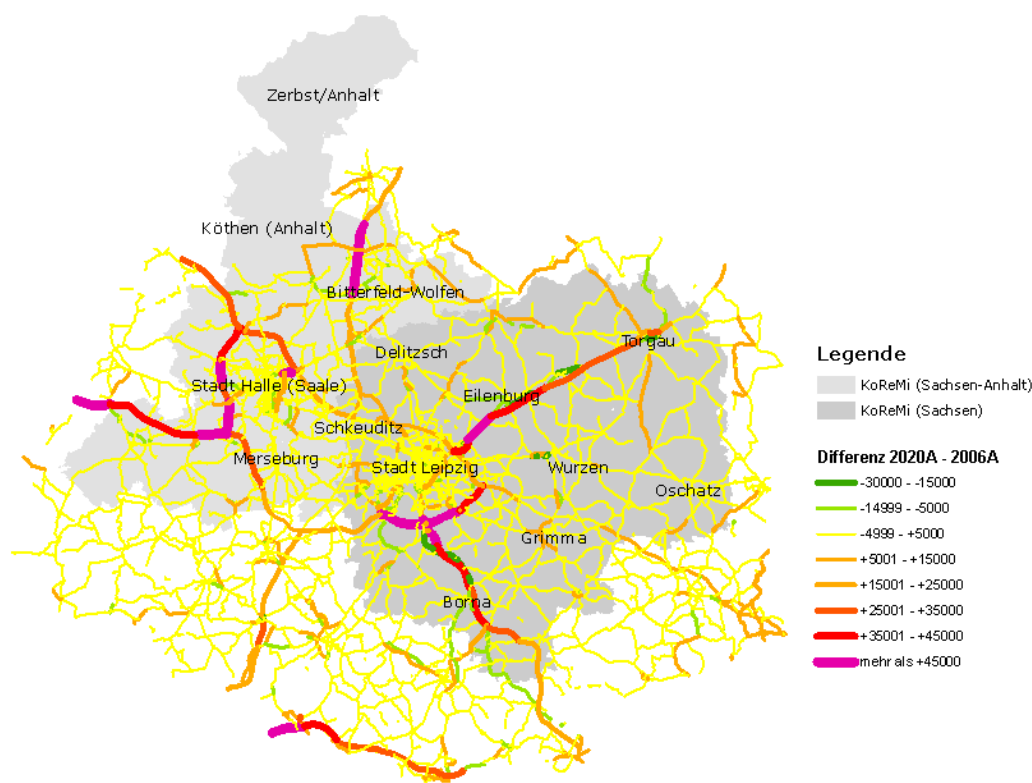 Zerbst/Anhalt
Köthen (Anhalt)
Bitterfeld-Wolfen
Torgau
Delitzsch
Stadt Halle (Saale)
Eilenburg
Schkeuditz
Merseburg
Stadt Leipzig
Wurzen
Oschatz
Grimma
Borna
Legende
KoReMi (Sachsen-Anhalt)
KoReMi (Sachsen)
Differenz 2020A - 2006A
-30000 - -15000
-14999 - -5000
-4999 - +5000
+5001 - +15000
+15001 - +25000
+25001 - +35000
+35001 - +45000
mehr als +45000